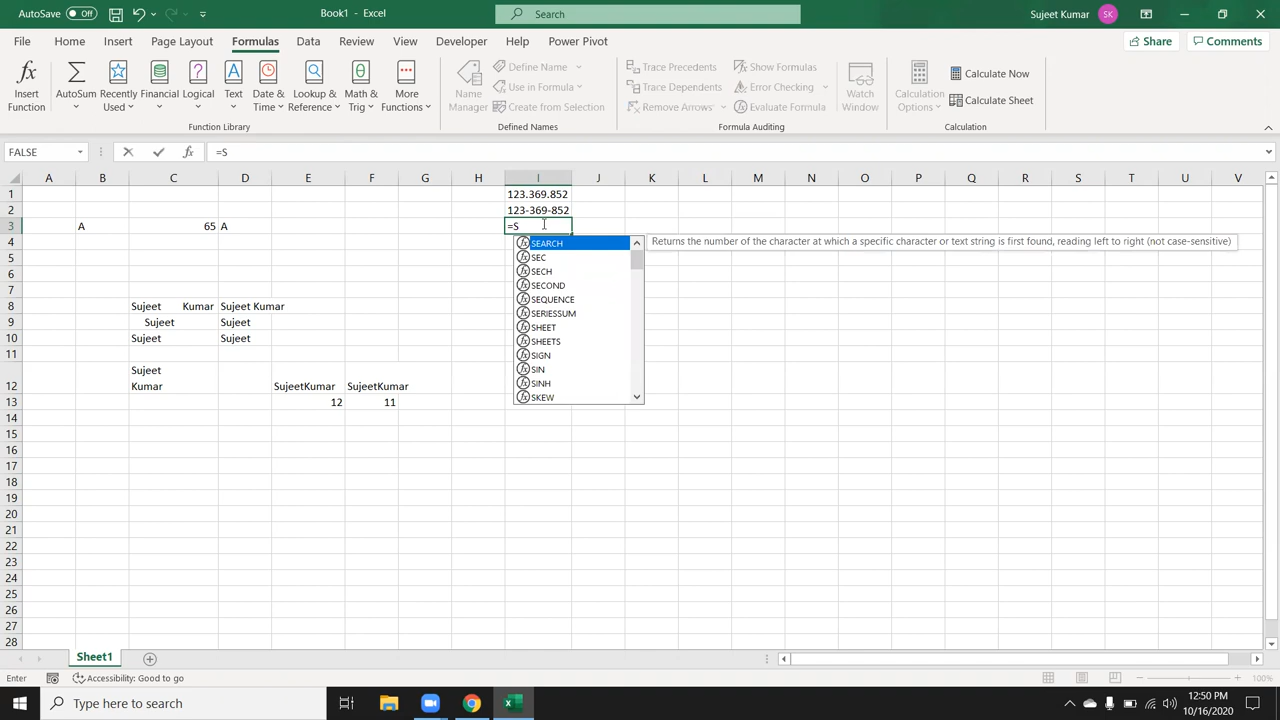 AutoSave Off Book1 - Excel Search Sujeet Kumar SK
File Home Insert Page Layout Formulas Data Review View Developer Help Power Pivot Share Comments
Insert Function
AutoSum
Recently Used
Financial
Logical
Text
Date & Time
Lookup & Reference
Math & Trig
More Functions
Function Library
Name Manager
Define Name
Use in Formula
Create from Selection
Defined Names
Trace Precedents
Trace Dependents
Remove Arrows
Show Formulas
Error Checking
Evaluate Formula
Formula Auditing
Watch Window
Calculation Options
Calculate Now
Calculate Sheet
Calculation
FALSE fx =S
A B C D E F G H I J K L M N O P Q R S T U V
1 123.369.852
2 123-369-852
3 A 65 A =S
4 SEARCH Returns the number of the character at which a specific character or text string is first found, reading left to right (not case-sensitive)
5 SEC
SECH
6 SECOND
7 SEQUENCE
8 Sujeet Kumar Sujeet Kumar SERIESSUM
9 Sujeet Sujeet SHEET
10 Sujeet Sujeet SHEETS
11 SIGN
Sujeet SIN
12 Kumar SujeetKumar SujeetKumar SINH
13 12 11 SKEW
14
15
16
17
18
19
20
21
22
23
24
25
26
27
28
Sheet1
Enter Accessibility: Good to go 100%
Type here to search 12:50 PM
10/16/2020